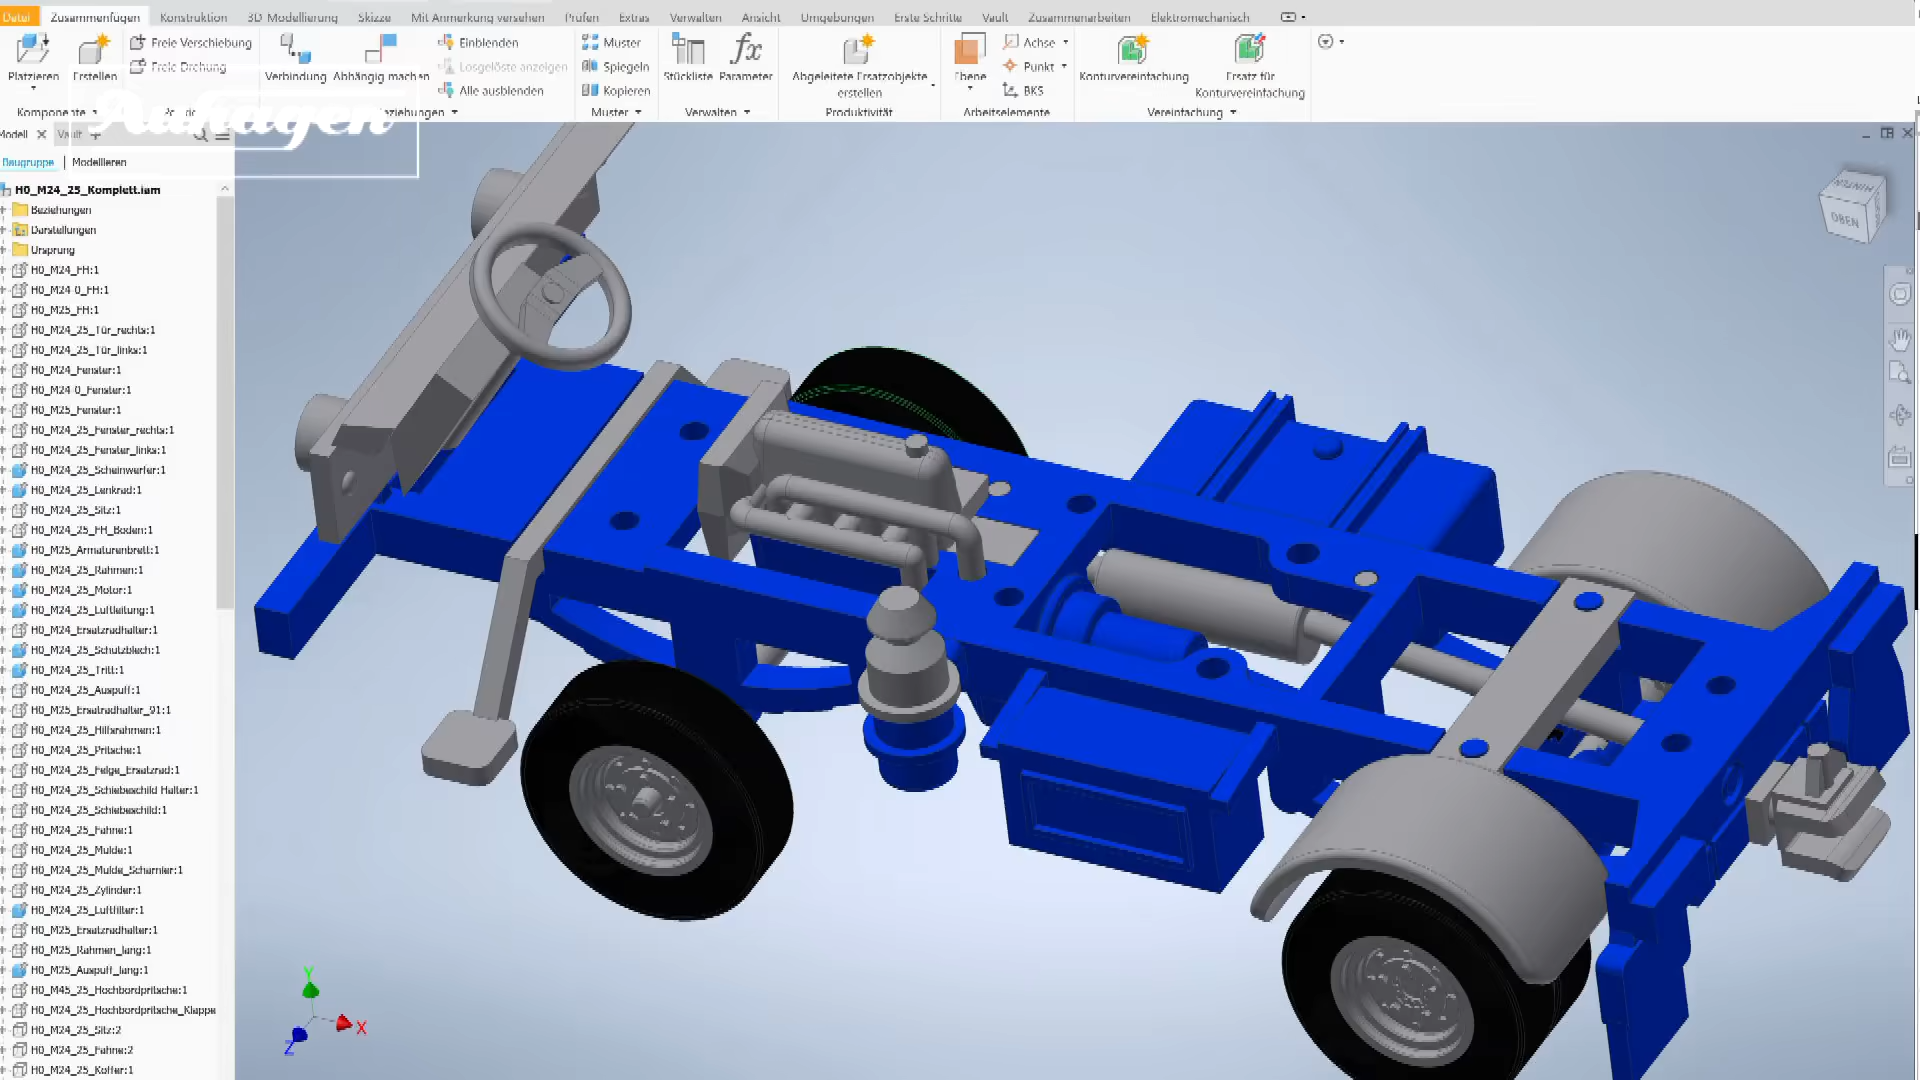 Datei Zusammenfügen Konstruktion 3D Modellierung Skizze Mit Anmerkung versehen Prüfen Extras Verwalten Ansicht Umgebungen Erste Schritte Vault Zusammenarbeiten Elektromechanisch
Platzieren
Erstellen
Freie Verschiebung
Freie Drehung
Komponente
Verbindung
Abhängig machen
Einblenden
Losgelöste anzeigen
Alle ausblenden
Muster
Spiegeln
Kopieren
Muster
Stückliste
fx
Parameter
Verwalten
Abgeleitete Ersatzobjekte
erstellen
Produktivität
Ebene
Achse
Punkt
BKS
Arbeitselemente
Konturvereinfachung
Ersatz für
Konturvereinfachung
Vereinfachung
Auhagen
Modell
Vault
Baugruppe | Modellieren
H0_M24_25_Komplett.iam
Beziehungen
Darstellungen
Ursprung
H0_M24_FH:1
H0_M24-0_FH:1
H0_M25_FH:1
H0_M24_25_Tür_rechts:1
H0_M24_25_Tür_links:1
H0_M24_Fenster:1
H0_M24-0_Fenster:1
H0_M25_Fenster:1
H0_M24_25_Fenster_rechts:1
H0_M24_25_Fenster_links:1
H0_M24_25_Scheinwerfer:1
H0_M24_25_Lenkrad:1
H0_M24_25_Sitz:1
H0_M24_25_FH_Boden:1
H0_M25_Armaturenbrett:1
H0_M24_25_Rahmen:1
H0_M24_25_Motor:1
H0_M24_25_Luftleitung:1
H0_M24_Ersatzradhalter:1
H0_M24_25_Schutzblech:1
H0_M24_25_Tritt:1
H0_M24_25_Auspuff:1
H0_M25_Ersatzradhalter_91:1
H0_M24_25_Hilfsrahmen:1
H0_M24_25_Pritsche:1
H0_M24_25_Felge_Ersatzrad:1
H0_M24_25_Schiebeschild Halter:1
H0_M24_25_Schiebeschild:1
H0_M24_25_Fahne:1
H0_M24_25_Mulde:1
H0_M24_25_Mulde_Scharnier:1
H0_M24_25_Zylinder:1
H0_M24_25_Luftfilter:1
H0_M25_Ersatzradhalter:1
H0_M25_Rahmen_lang:1
H0_M25_Auspuff_lang:1
H0_M45_25_Hochbordpritsche:1
H0_M24_25_Hochbordpritsche_Klappe
H0_M24_25_Sitz:2
H0_M24_25_Fahne:2
H0_M24_25_Koffer:1
HINTEN
OBEN
Y
X
Z